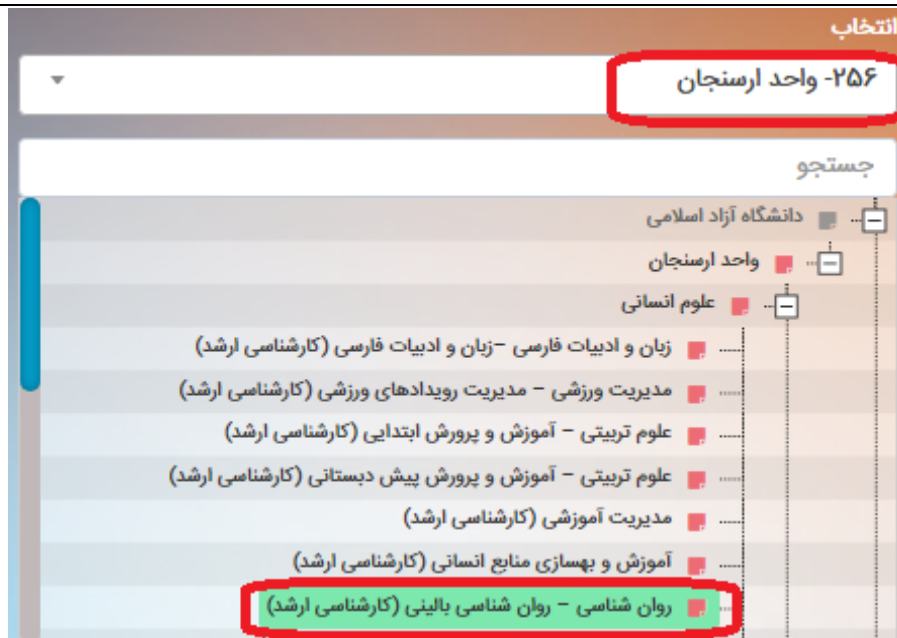 انتخاب
۲۵۶- واحد ارسنجان
جستجو
دانشگاه آزاد اسلامی
واحد ارسنجان
علوم انسانی
زبان و ادبیات فارسی –زبان و ادبیات فارسی (کارشناسی ارشد)
مدیریت ورزشی – مدیریت رویدادهای ورزشی (کارشناسی ارشد)
علوم تربیتی – آموزش و پرورش ابتدایی (کارشناسی ارشد)
علوم تربیتی – آموزش و پرورش پیش دبستانی (کارشناسی ارشد)
مدیریت آموزشی (کارشناسی ارشد)
آموزش و بهسازی منابع انسانی (کارشناسی ارشد)
روان شناسی – روان شناسی بالینی (کارشناسی ارشد)